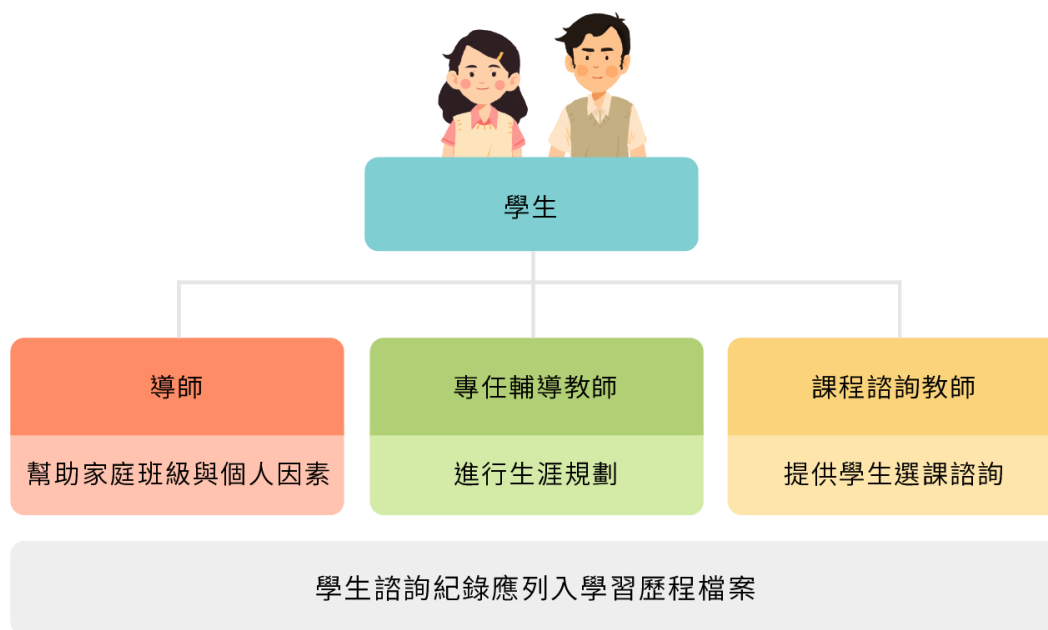 學生
導師
幫助家庭班級與個人因素
專任輔導教師
進行生涯規劃
課程諮詢教師
提供學生選課諮詢
學生諮詢紀錄應列入學習歷程檔案